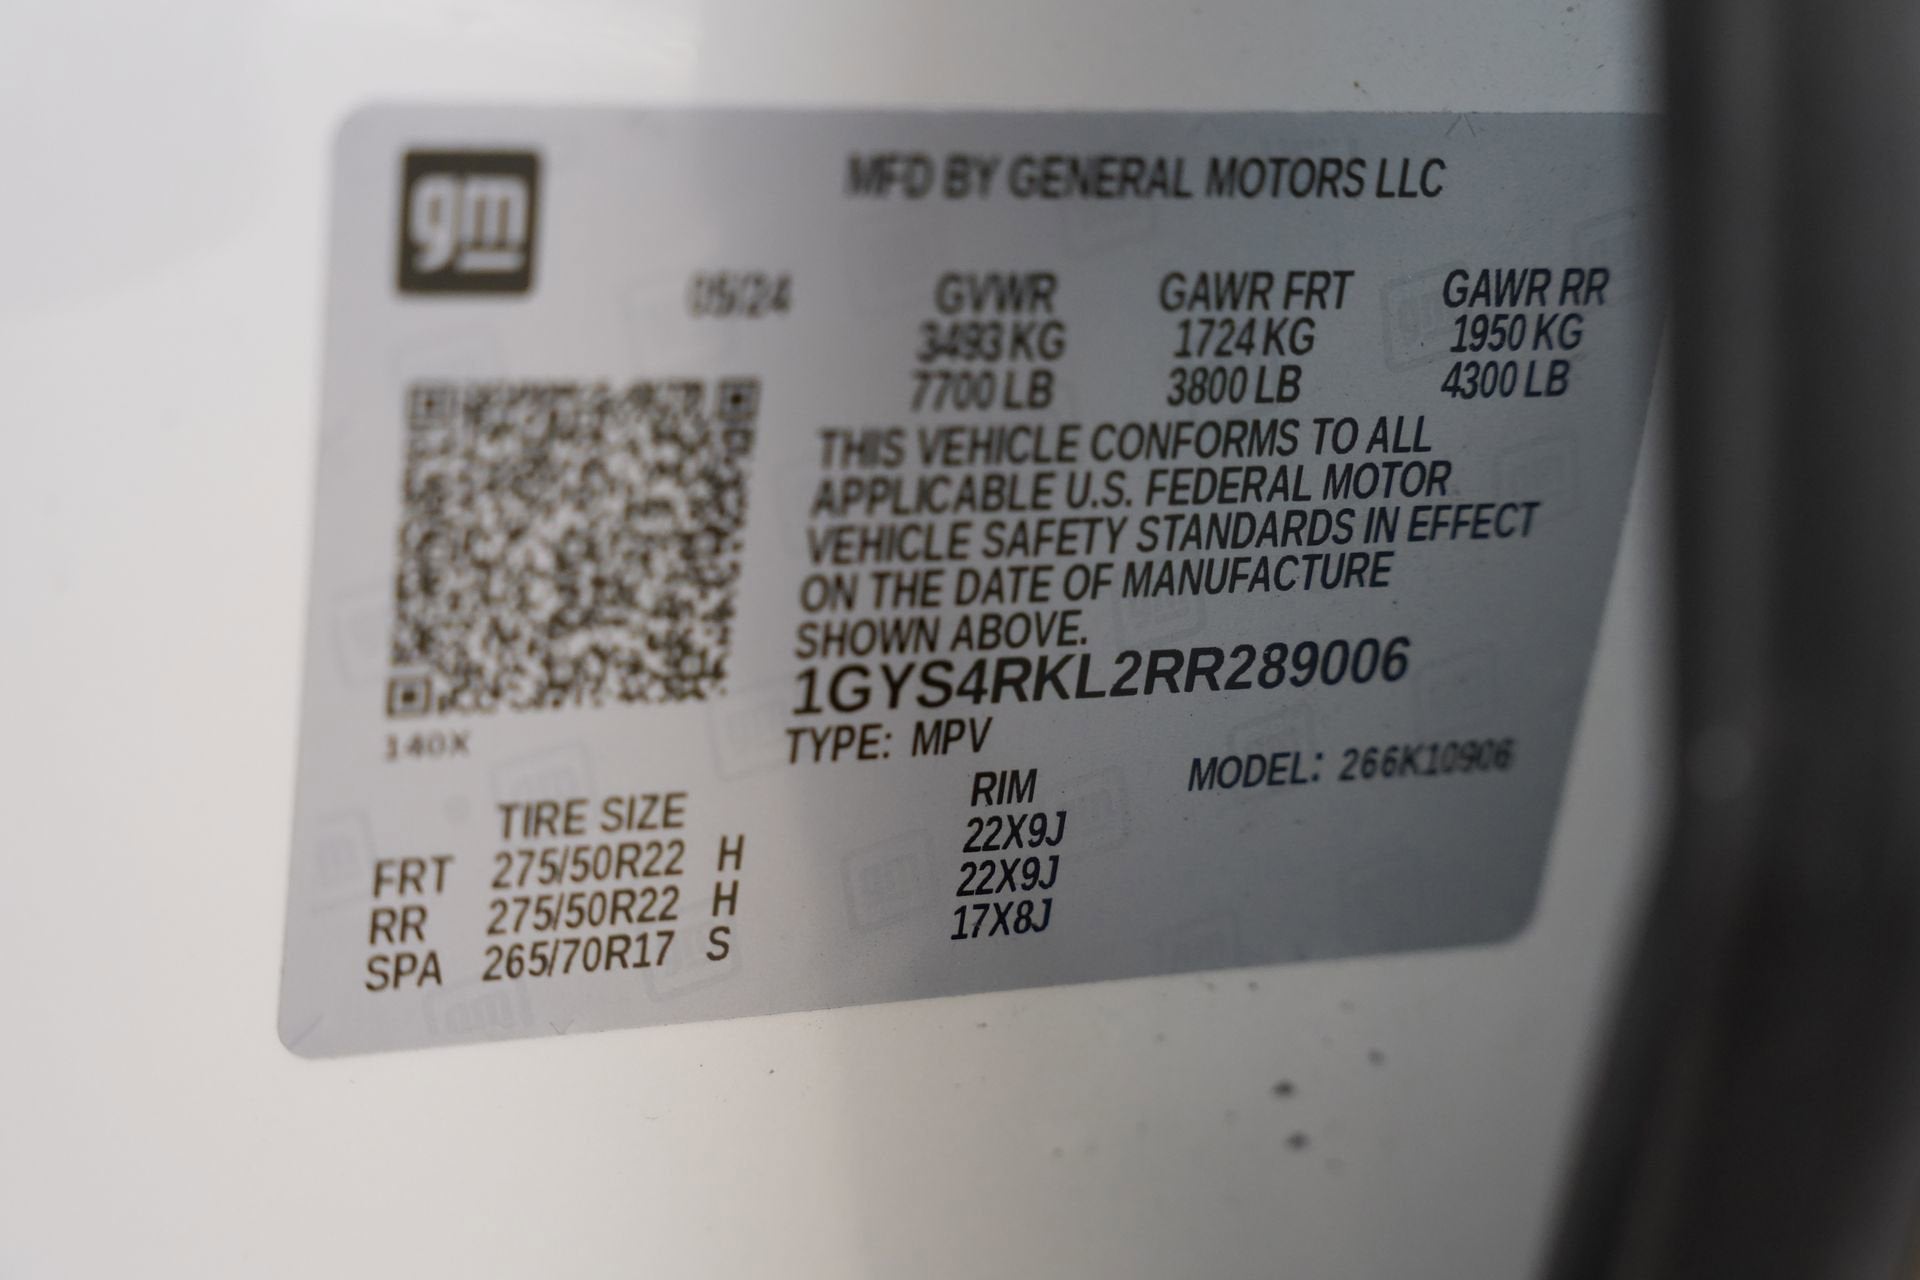 gm
MFD BY GENERAL MOTORS LLC
05/24 GVWR GAWR FRT GAWR RR
3493 KG 1724 KG 1950 KG
7700 LB 3800 LB 4300 LB
THIS VEHICLE CONFORMS TO ALL
APPLICABLE U.S. FEDERAL MOTOR
VEHICLE SAFETY STANDARDS IN EFFECT
ON THE DATE OF MANUFACTURE
SHOWN ABOVE.
1GYS4RKL2RR289006
140X
TYPE: MPV
MODEL: 266K10906
TIRE SIZE RIM
FRT 275/50R22 H 22X9J
RR 275/50R22 H 22X9J
SPA 265/70R17 S 17X8J